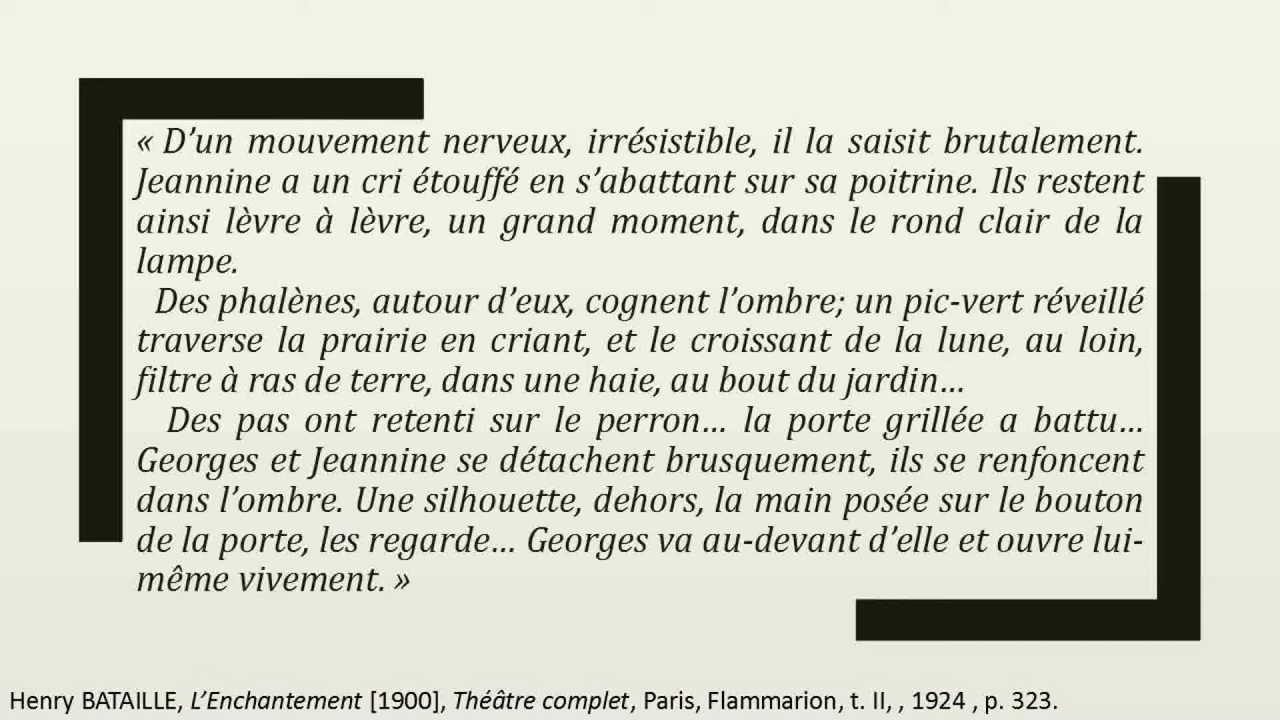 « D’un mouvement nerveux, irrésistible, il la saisit brutalement.
Jeannine a un cri étouffé en s’abattant sur sa poitrine. Ils restent
ainsi lèvre à lèvre, un grand moment, dans le rond clair de la
lampe.
Des phalènes, autour d’eux, cognent l’ombre; un pic-vert réveillé
traverse la prairie en criant, et le croissant de la lune, au loin,
filtre à ras de terre, dans une haie, au bout du jardin…
Des pas ont retenti sur le perron… la porte grillée a battu…
Georges et Jeannine se détachent brusquement, ils se renfoncent
dans l’ombre. Une silhouette, dehors, la main posée sur le bouton
de la porte, les regarde… Georges va au-devant d’elle et ouvre lui-
même vivement. »
Henry BATAILLE, L’Enchantement [1900], Théâtre complet, Paris, Flammarion, t. II, , 1924 , p. 323.